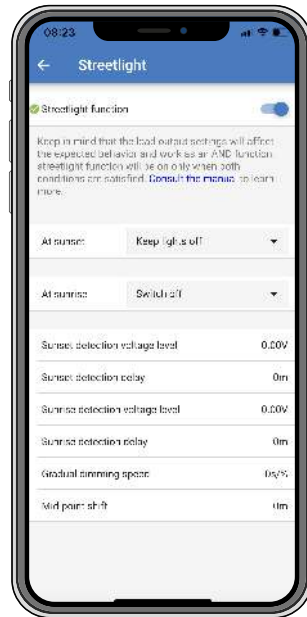 08:23
Streetlight
Streetlight function
Keep in mind that the load output settings will affect
the expected behavior and work as an AND function
streetlight function will be on only when both
conditions are satisfied. Consult the manual to learn
more.
At sunset Keep lights off
At sunrise Switch off
Sunset detection voltage level 0.00V
Sunset detection delay 0m
Sunrise detection voltage level 0.00V
Sunrise detection delay 0m
Gradual dimming speed 0s/%
Mid point shift 0m